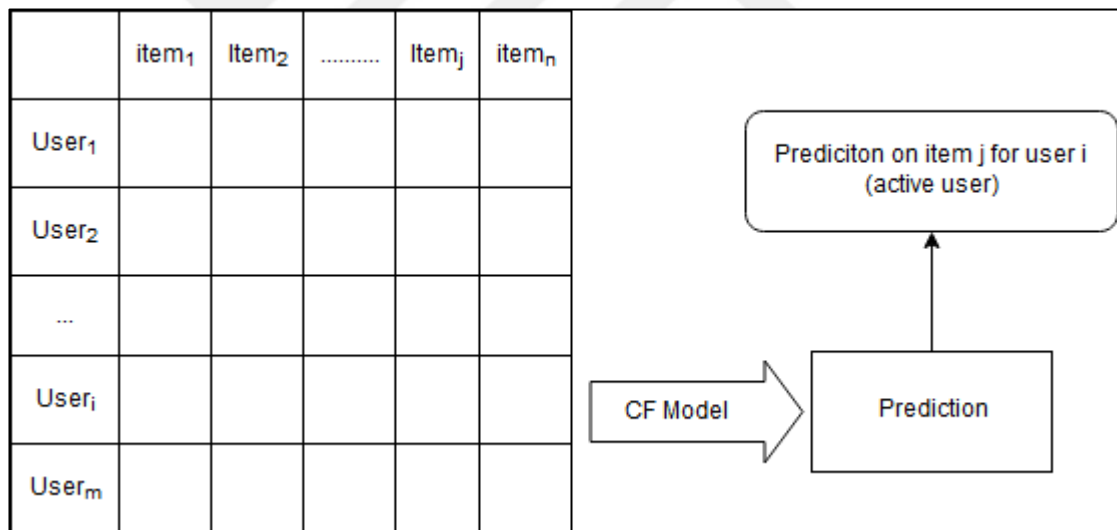 item₁ Item₂ .......... Itemⱼ itemₙ
User₁
User₂
...
Userᵢ
Userₘ
CF Model
Prediction
Prediciton on item j for user i
(active user)